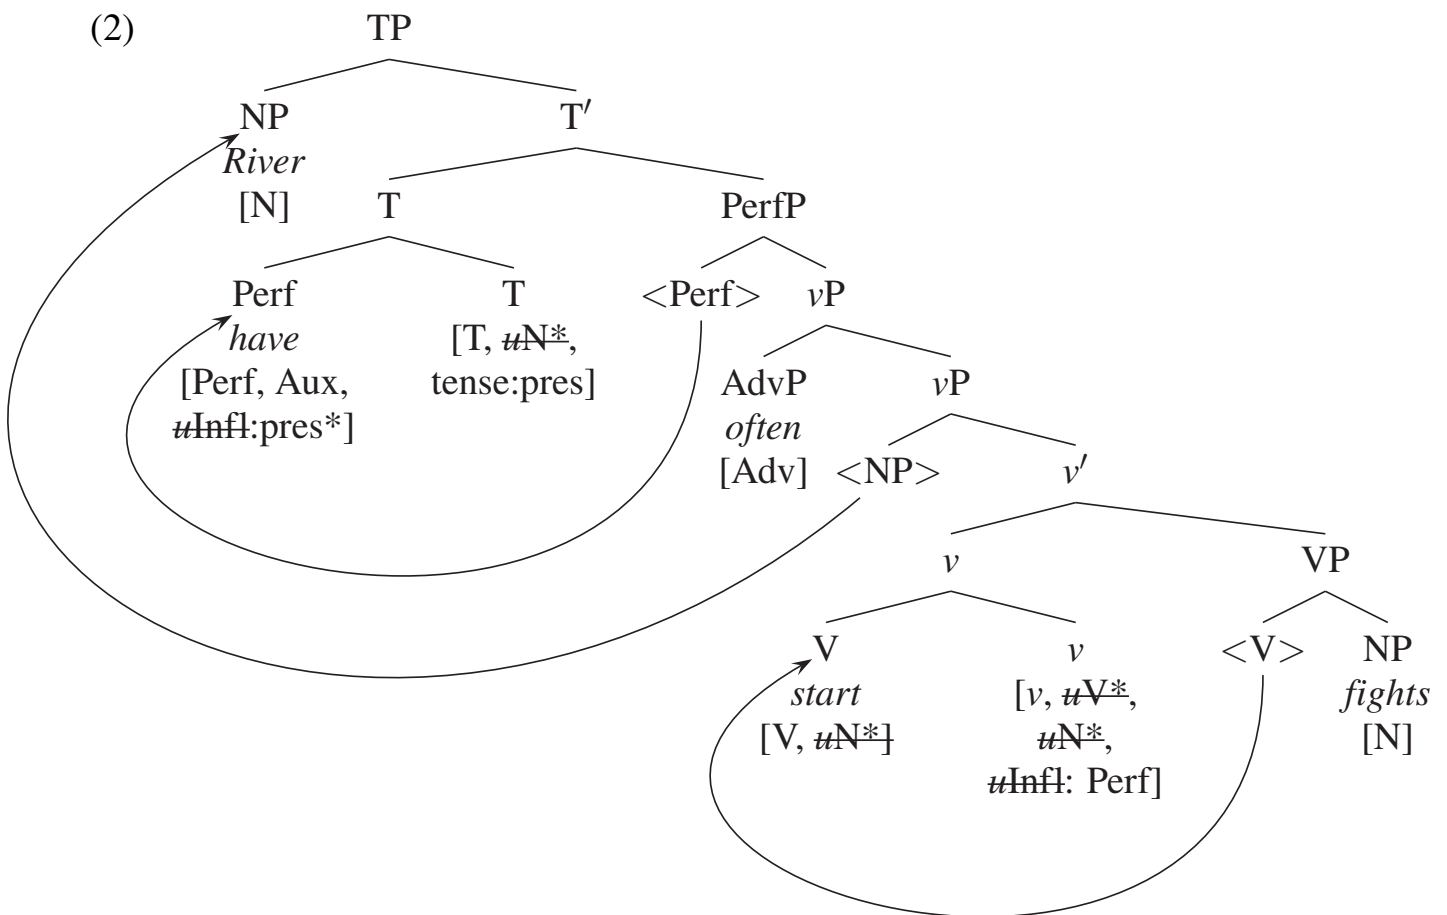 (2) TP
NP T′
River
[N] T PerfP
Perf T <Perf> vP
have [T, uN*,
[Perf, Aux, tense:pres] AdvP vP
uInfl:pres*] often
[Adv] <NP> v′
v VP
V v <V> NP
start [v, uV*, fights
[V, uN*] uN*, [N]
uInfl: Perf]